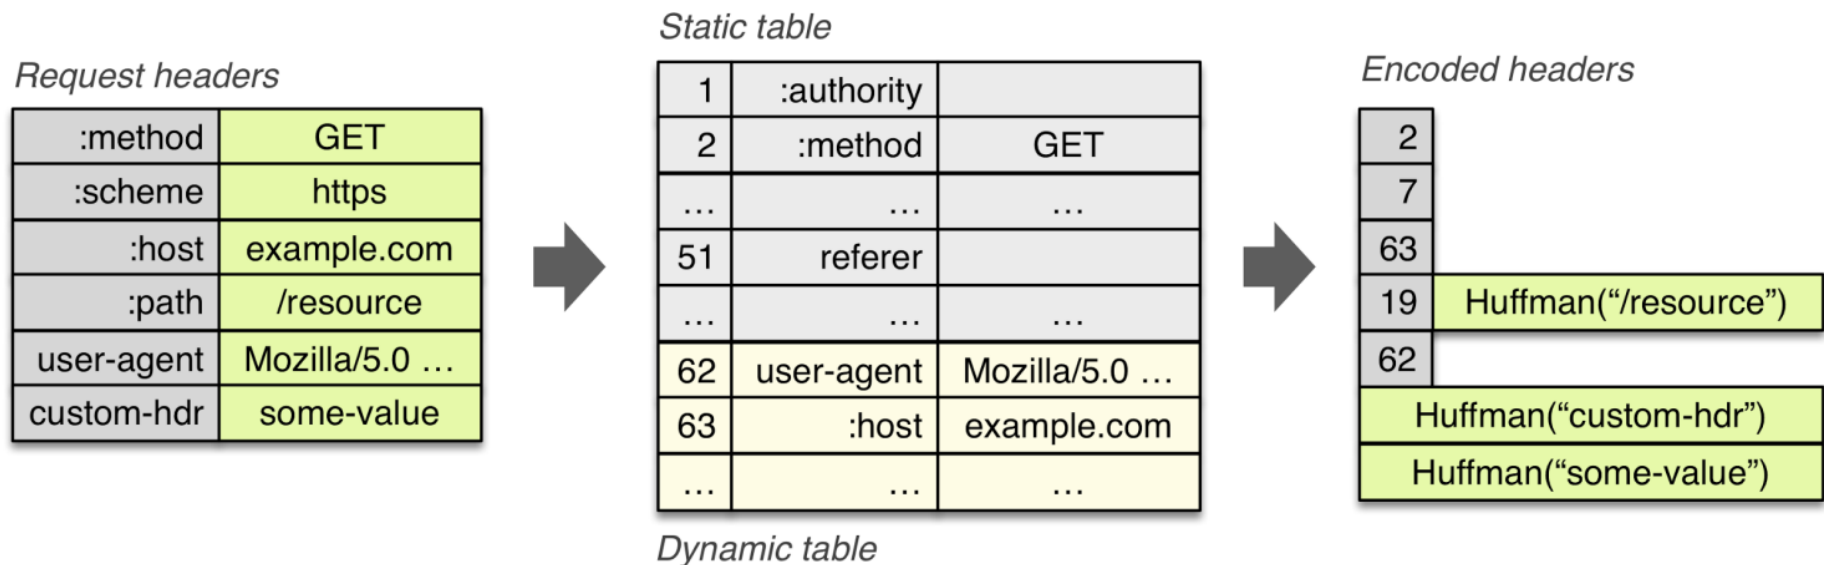 Request headers
:method GET
:scheme https
:host example.com
:path /resource
user-agent Mozilla/5.0 …
custom-hdr some-value
Static table
1 :authority
2 :method GET
… … …
51 referer
… … …
62 user-agent Mozilla/5.0 …
63 :host example.com
… … …
Dynamic table
Encoded headers
2
7
63
19 Huffman(“/resource”)
62
Huffman(“custom-hdr”)
Huffman(“some-value”)